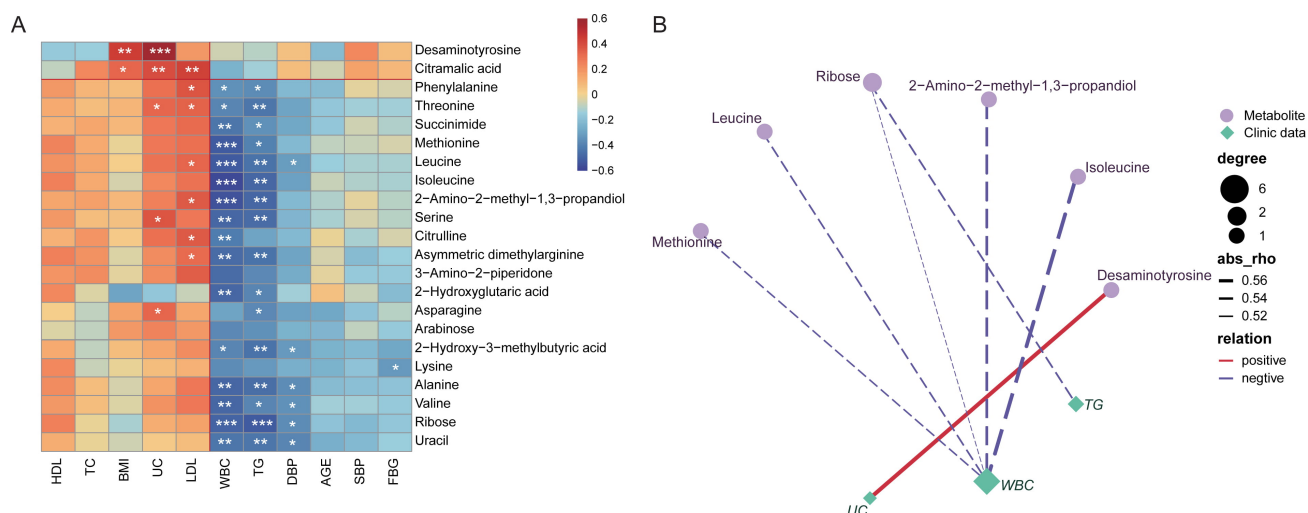 A
0.6
0.4
0.2
0
−0.2
−0.4
−0.6
** *** Desaminotyrosine
* ** ** Citramalic acid
* * * Phenylalanine
* * * ** Threonine
** * Succinimide
*** * Methionine
* *** ** * Leucine
*** ** Isoleucine
* *** ** 2−Amino−2−methyl−1,3−propandiol
* ** ** Serine
* ** Citrulline
* ** ** Asymmetric dimethylarginine
3−Amino−2−piperidone
** * 2−Hydroxyglutaric acid
* * Asparagine
Arabinose
* ** * 2−Hydroxy−3−methylbutyric acid
* Lysine
** ** * Alanine
** * * Valine
*** *** * Ribose
** ** * Uracil
HDL TC BMI UC LDL WBC TG DBP AGE SBP FBG
B
Ribose
2−Amino−2−methyl−1,3−propandiol
Leucine
Isoleucine
Methionine
Desaminotyrosine
TG
WBC
UC
Metabolite
Clinic data
degree
6
2
1
abs_rho
0.56
0.54
0.52
relation
positive
negtive